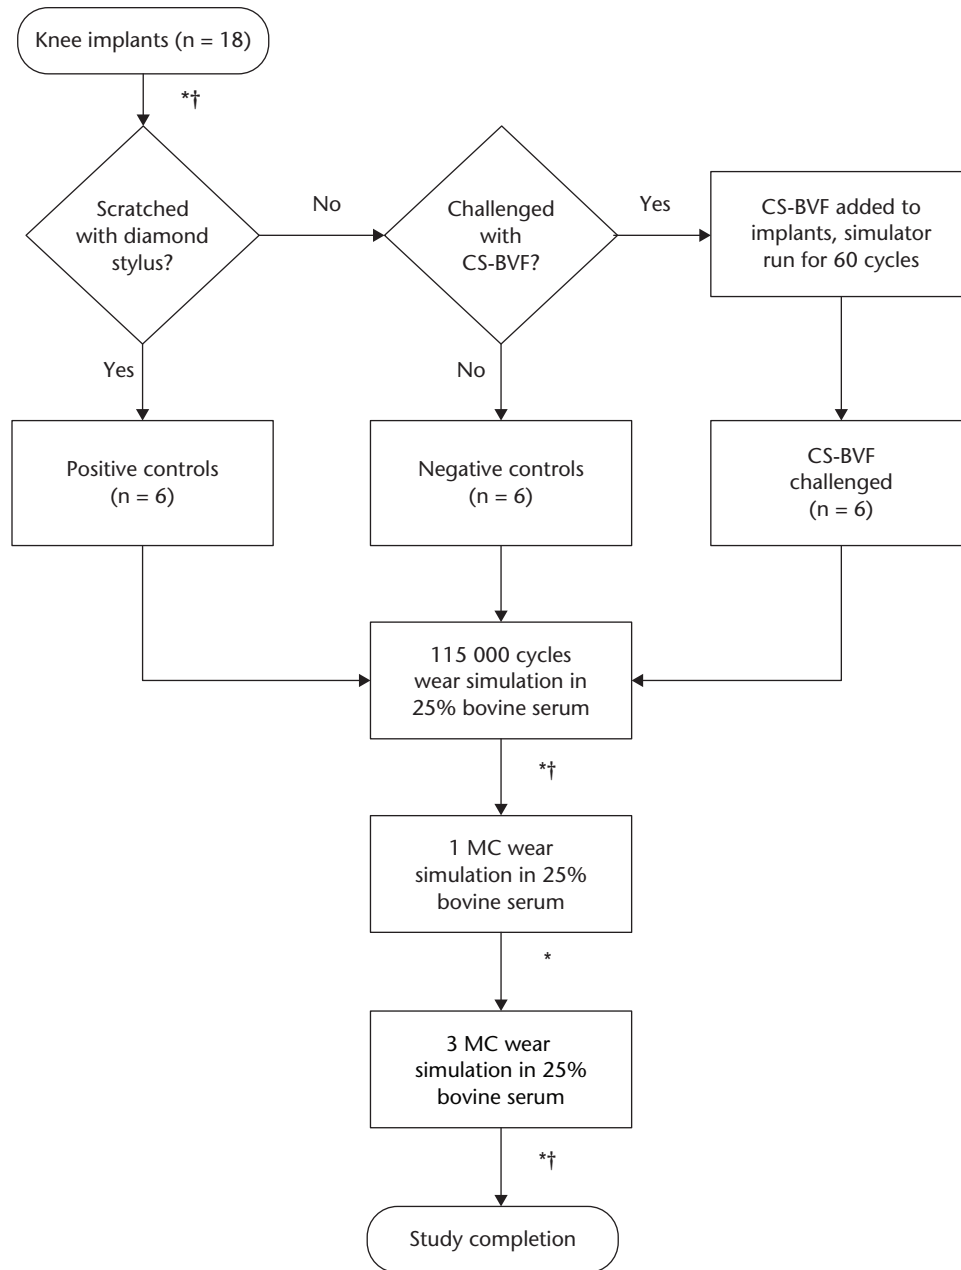 Knee implants (n = 18)
*†
Scratched
with diamond
stylus?
No
Challenged
with
CS-BVF?
Yes
CS-BVF added to
implants, simulator
run for 60 cycles
Yes
No
Positive controls
(n = 6)
Negative controls
(n = 6)
CS-BVF
challenged
(n = 6)
115 000 cycles
wear simulation in
25% bovine serum
*†
1 MC wear
simulation in 25%
bovine serum
*
3 MC wear
simulation in 25%
bovine serum
*†
Study completion